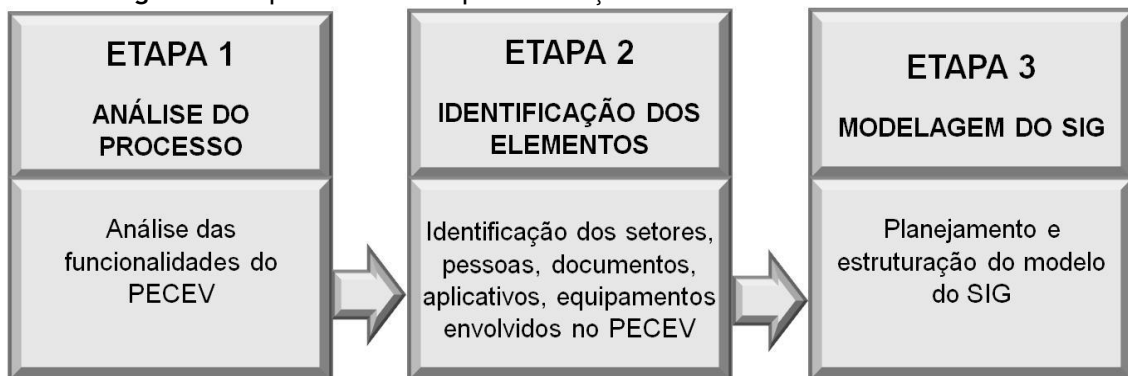 ETAPA 1
ANÁLISE DO
PROCESSO
Análise das
funcionalidades do
PECEV
ETAPA 2
IDENTIFICAÇÃO DOS
ELEMENTOS
Identificação dos setores,
pessoas, documentos,
aplicativos, equipamentos
envolvidos no PECEV
ETAPA 3
MODELAGEM DO SIG
Planejamento e
estruturação do modelo
do SIG